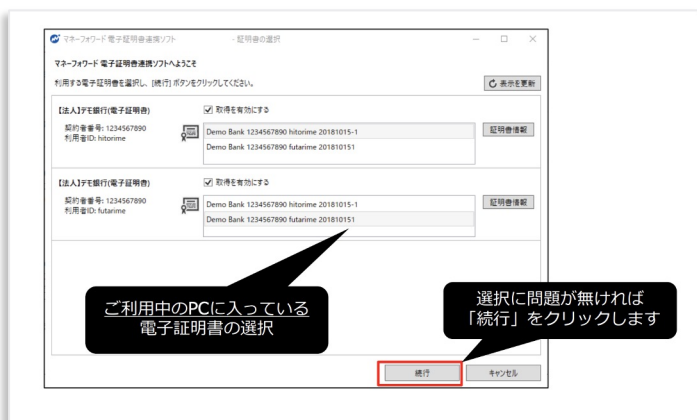 マネーフォワード 電子証明書連携ソフト - 証明書の選択
マネーフォワード 電子証明書連携ソフトへようこそ
利用する電子証明書を選択し、[続行] ボタンをクリックしてください。
表示を更新
【法人】デモ銀行(電子証明書)
取得を有効にする
契約者番号: 1234567890
利用者ID: hitorime
Demo Bank 1234567890 hitorime 20181015-1
Demo Bank 1234567890 futarime 201810151
証明書情報
【法人】デモ銀行(電子証明書)
取得を有効にする
契約者番号: 1234567890
利用者ID: futarime
Demo Bank 1234567890 hitorime 20181015-1
Demo Bank 1234567890 futarime 201810151
証明書情報
ご利用中のPCに入っている
電子証明書の選択
選択に問題が無ければ
「続行」をクリックします
続行
キャンセル